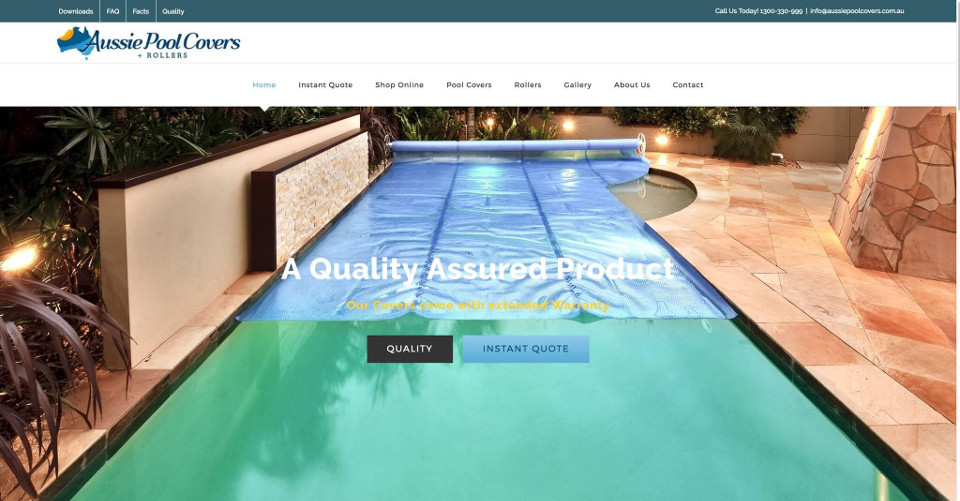 Downloads FAQ Facts Quality
Call Us Today! 1300-330-999 | info@aussiepoolcovers.com.au
Aussie Pool Covers
+ ROLLERS
Home Instant Quote Shop Online Pool Covers Rollers Gallery About Us Contact
A Quality Assured Product
Our Covers come with extended Warranty
QUALITY INSTANT QUOTE